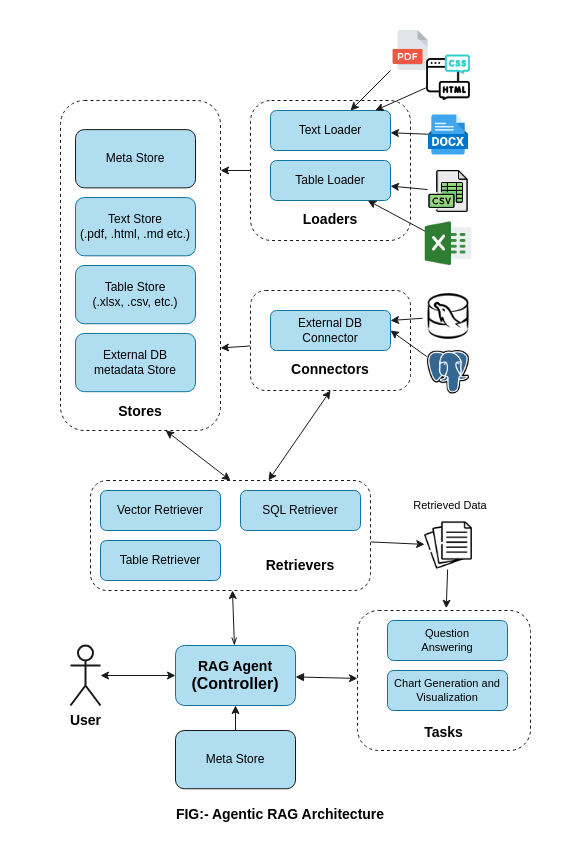 PDF
CSS
HTML
Text Loader
DOCX
Table Loader
CSV
X
Loaders
Meta Store
Text Store
(.pdf, .html, .md etc.)
Table Store
(.xlsx, .csv, etc.)
External DB
metadata Store
Stores
External DB
Connector
Connectors
Vector Retriever
SQL Retriever
Table Retriever
Retrievers
Retrieved Data
Question
Answering
Chart Generation and
Visualization
Tasks
RAG Agent
(Controller)
User
Meta Store
FIG:- Agentic RAG Architecture